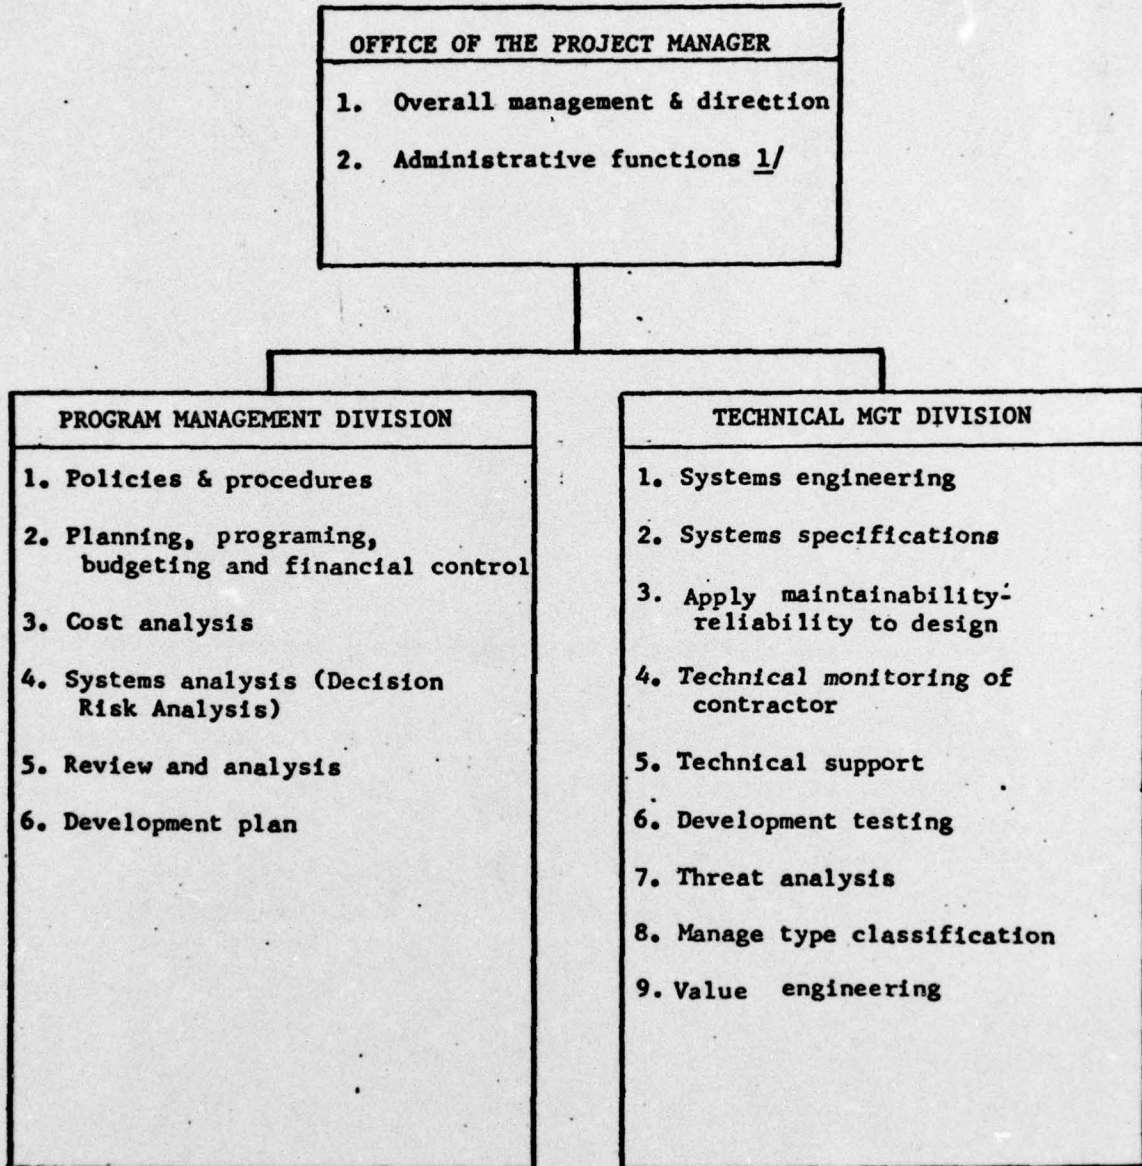 OFFICE OF THE PROJECT MANAGER
1. Overall management & direction
2. Administrative functions 1/
PROGRAM MANAGEMENT DIVISION
1. Policies & procedures
2. Planning, programing,
budgeting and financial control
3. Cost analysis
4. Systems analysis (Decision
Risk Analysis)
5. Review and analysis
6. Development plan
TECHNICAL MGT DIVISION
1. Systems engineering
2. Systems specifications
3. Apply maintainability-
reliability to design
4. Technical monitoring of
contractor
5. Technical support
6. Development testing
7. Threat analysis
8. Manage type classification
9. Value engineering